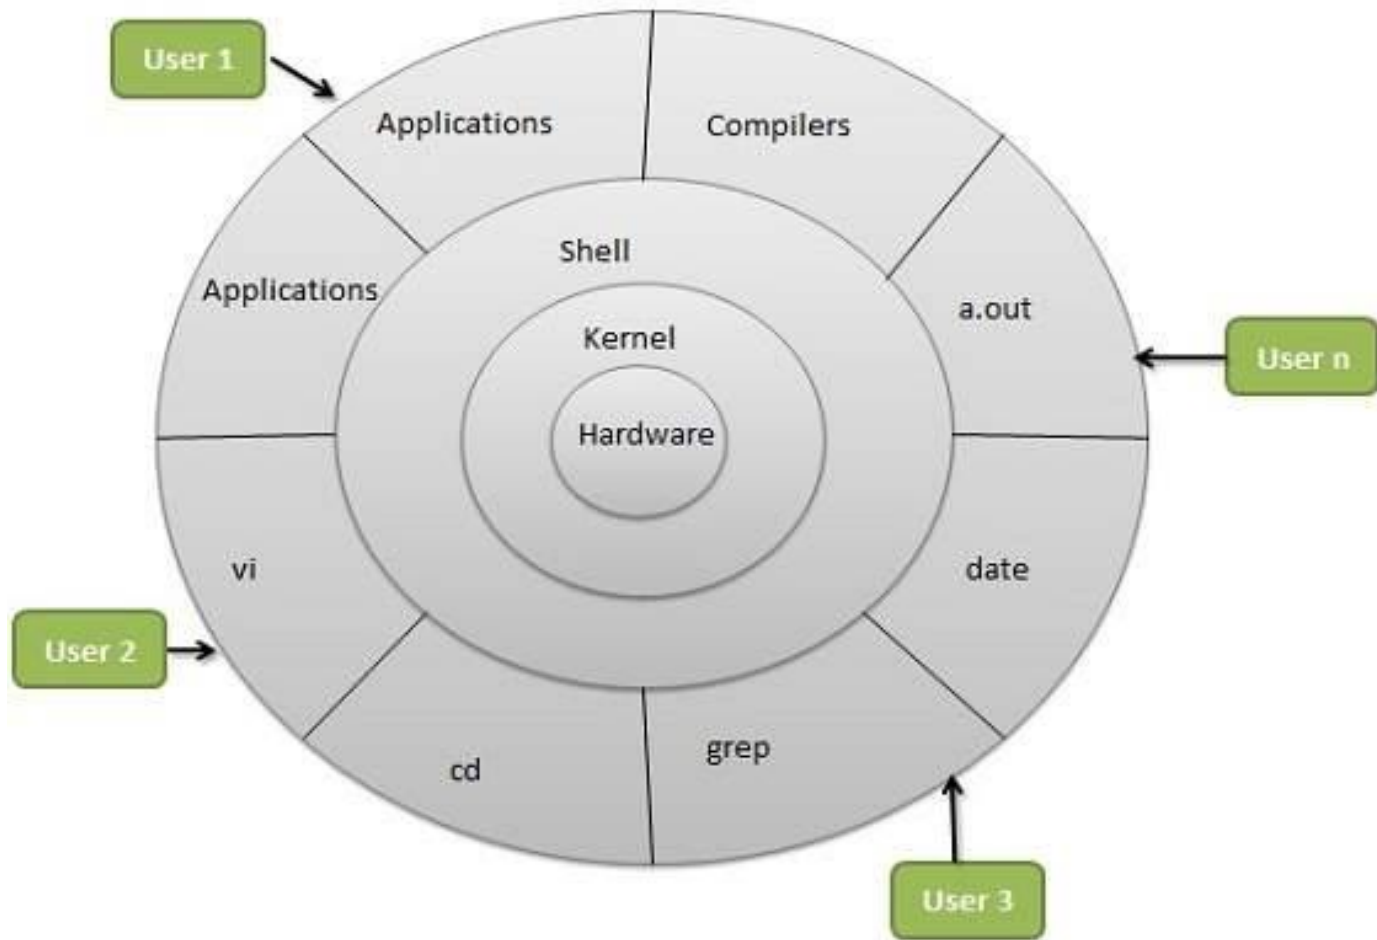 User 1
Applications
Compilers
Shell
Applications
a.out
Kernel
User n
Hardware
vi
date
User 2
grep
cd
User 3